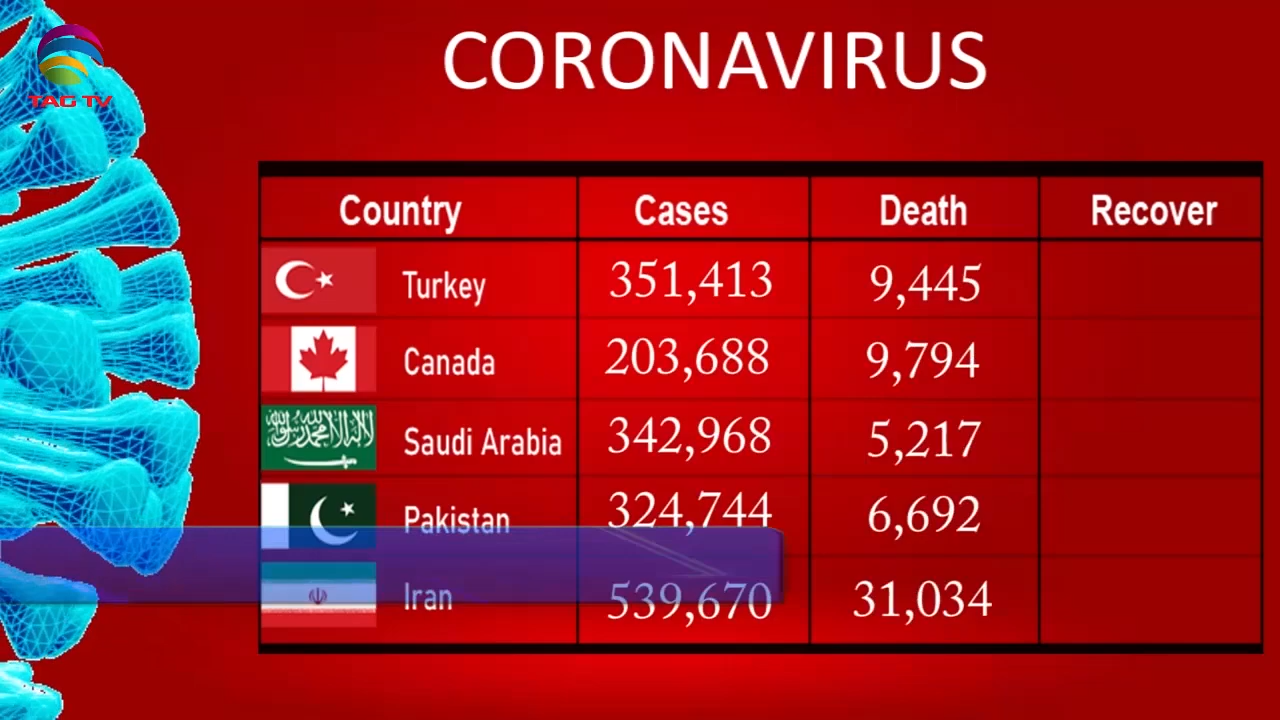 TAG TV
CORONAVIRUS
Country Cases Death Recover
Turkey 351,413 9,445
Canada 203,688 9,794
Saudi Arabia 342,968 5,217
Pakistan 324,744 6,692
Iran 539,670 31,034